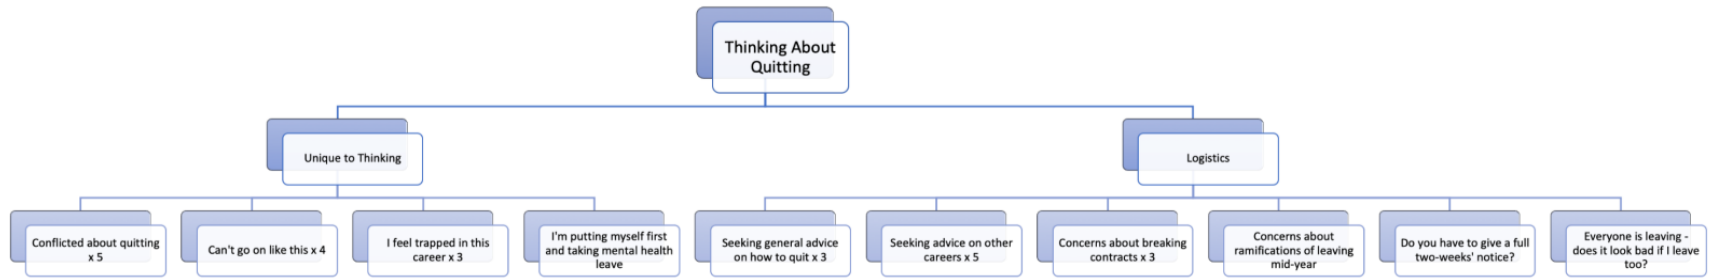 Thinking About
Quitting
Unique to Thinking
Logistics
Conflicted about quitting
x 5
Can't go on like this x 4
I feel trapped in this
career x 3
I'm putting myself first
and taking mental health
leave
Seeking general advice
on how to quit x 3
Seeking advice on other
careers x 5
Concerns about breaking
contracts x 3
Concerns about
ramifications of leaving
mid-year
Do you have to give a full
two-weeks' notice?
Everyone is leaving -
does it look bad if I leave
too?